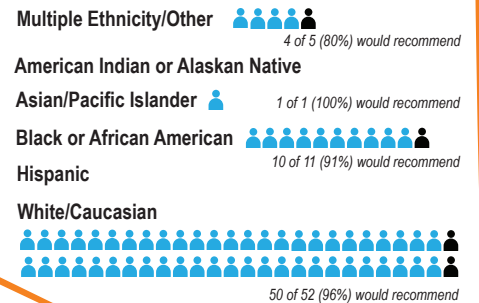 Multiple Ethnicity/Other
4 of 5 (80%) would recommend
American Indian or Alaskan Native
Asian/Pacific Islander
1 of 1 (100%) would recommend
Black or African American
10 of 11 (91%) would recommend
Hispanic
White/Caucasian
50 of 52 (96%) would recommend